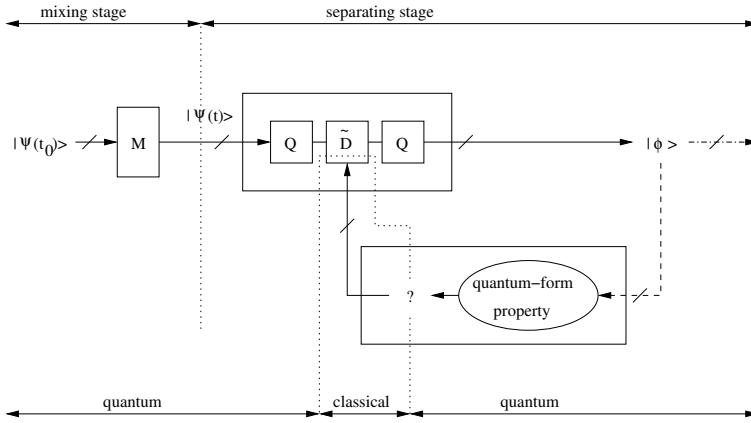 mixing stage
separating stage
|Ψ(t)>
|Ψ(t₀)>
M
Q
D̃
Q
|ϕ>
quantum−form
?
property
quantum
classical
quantum